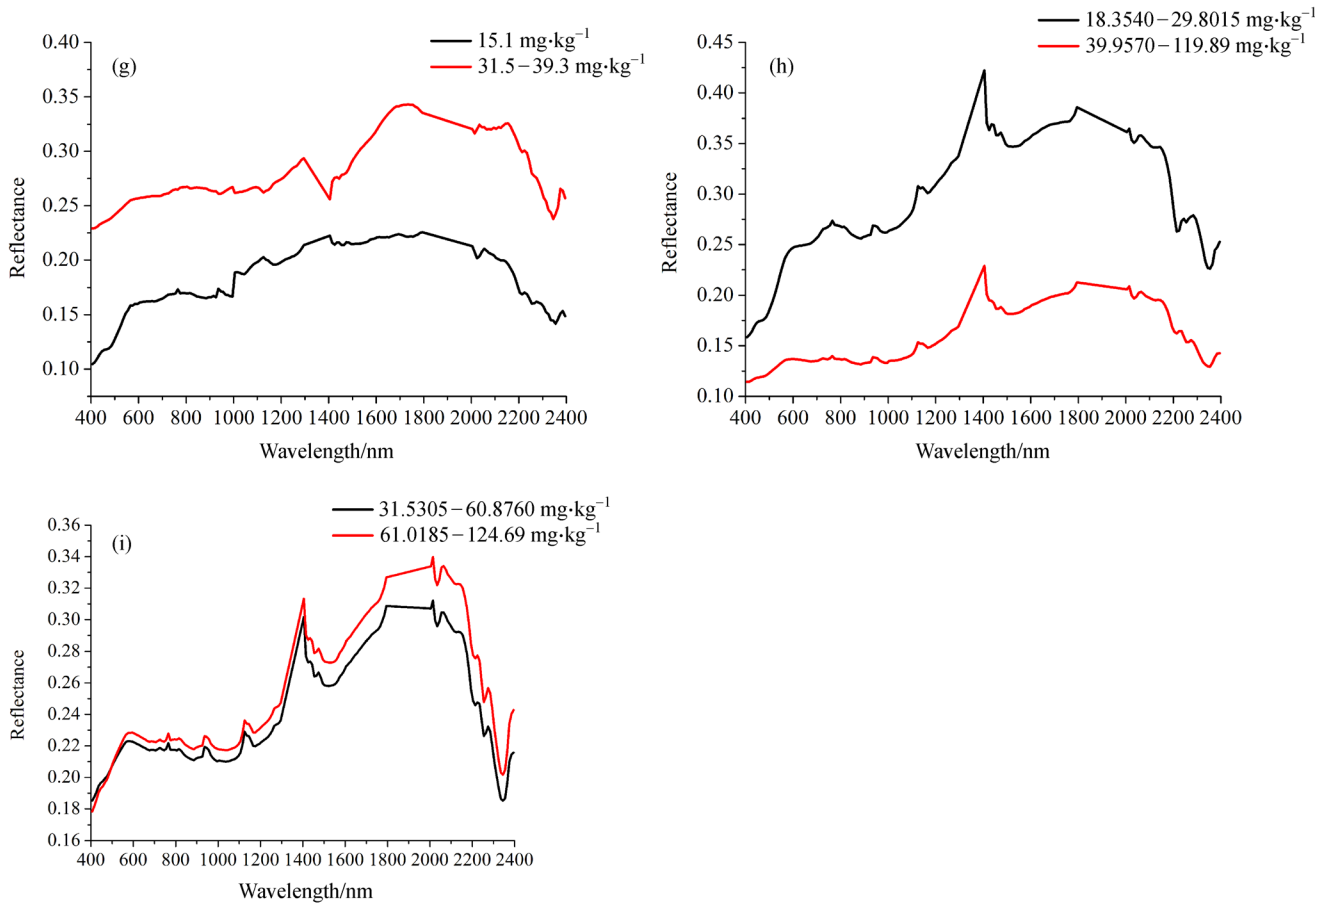 15.1 mg·kg⁻¹
31.5−39.3 mg·kg⁻¹
(g)
0.40
0.35
0.30
0.25
0.20
0.15
0.10
Reflectance
400 600 800 1000 1200 1400 1600 1800 2000 2200 2400
Wavelength/nm
18.3540−29.8015 mg·kg⁻¹
39.9570−119.89 mg·kg⁻¹
(h)
0.45
0.40
0.35
0.30
0.25
0.20
0.15
0.10
Reflectance
400 600 800 1000 1200 1400 1600 1800 2000 2200 2400
Wavelength/nm
31.5305−60.8760 mg·kg⁻¹
61.0185−124.69 mg·kg⁻¹
(i)
0.36
0.34
0.32
0.30
0.28
0.26
0.24
0.22
0.20
0.18
0.16
Reflectance
400 600 800 1000 1200 1400 1600 1800 2000 2200 2400
Wavelength/nm